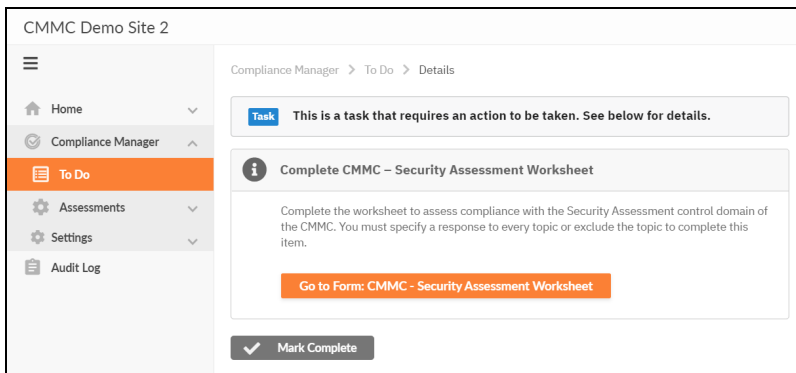 CMMC Demo Site 2
Compliance Manager > To Do > Details
Home
Compliance Manager
To Do
Assessments
Settings
Audit Log
Task This is a task that requires an action to be taken. See below for details.
Complete CMMC – Security Assessment Worksheet
Complete the worksheet to assess compliance with the Security Assessment control domain of
the CMMC. You must specify a response to every topic or exclude the topic to complete this
item.
Go to Form: CMMC - Security Assessment Worksheet
Mark Complete